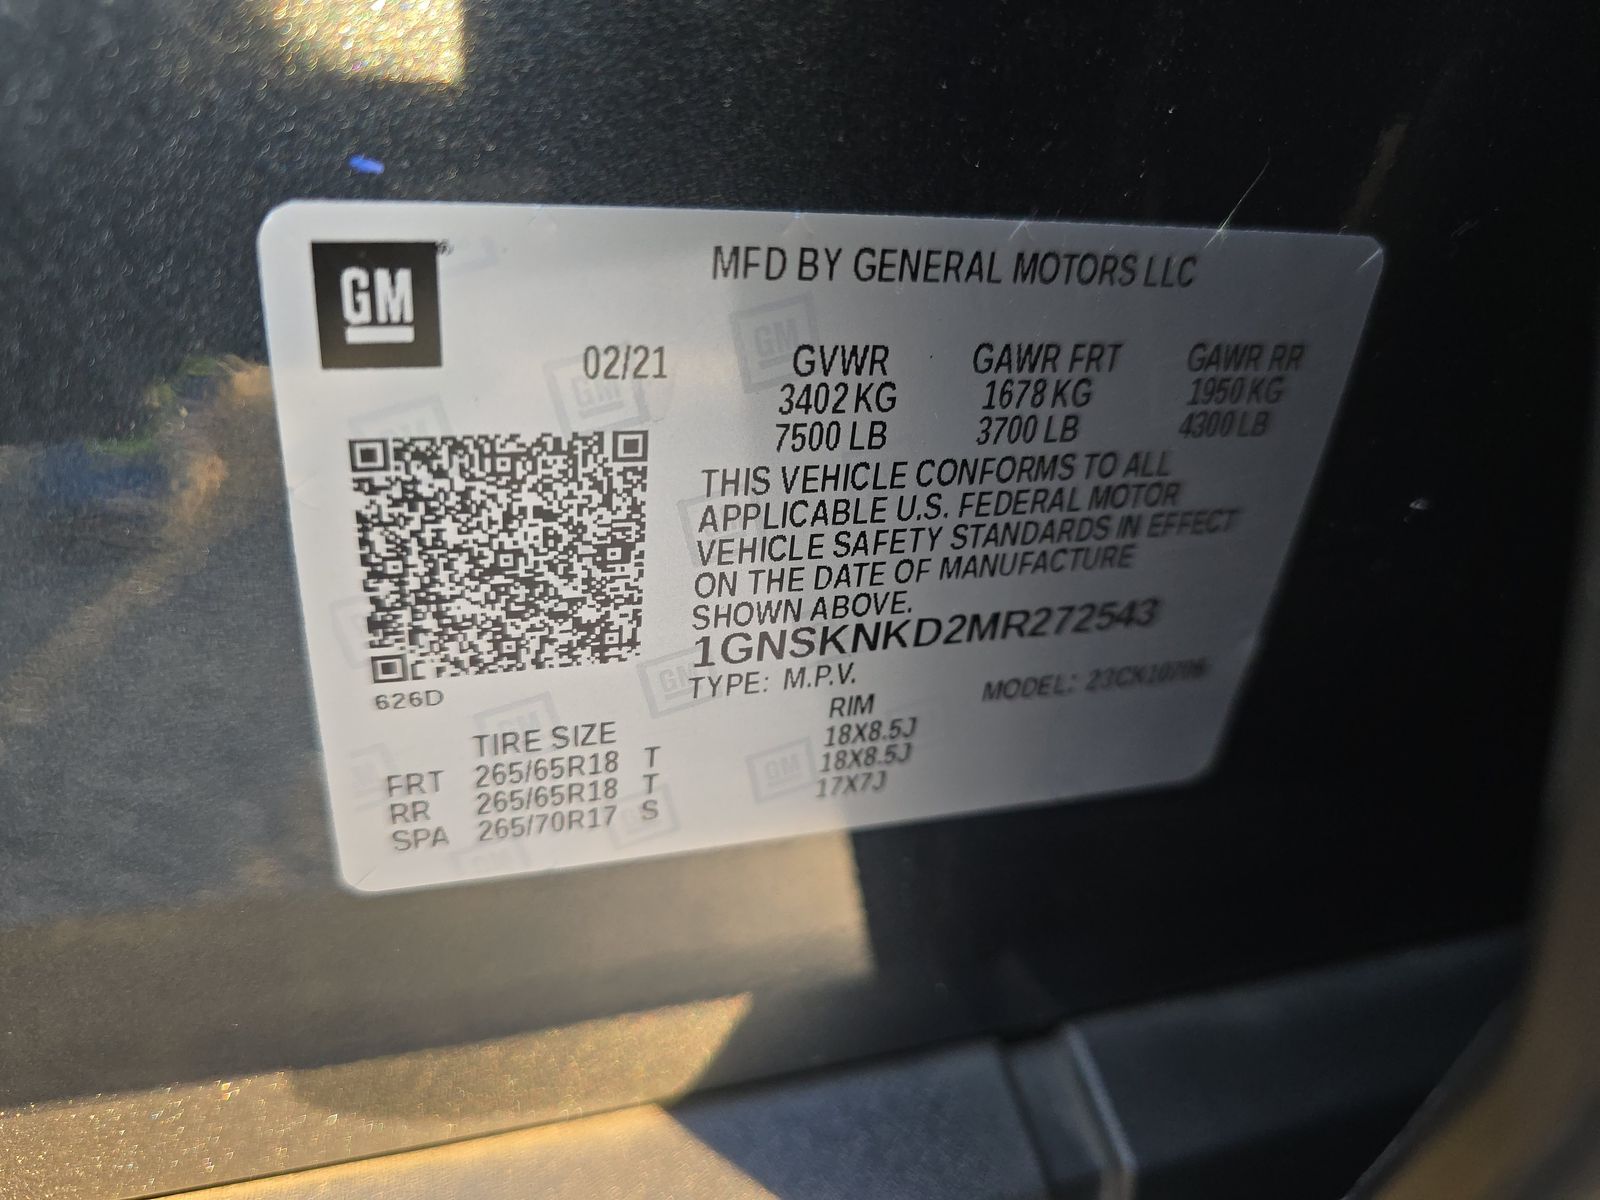 GM
MFD BY GENERAL MOTORS LLC
02/21 GVWR GAWR FRT GAWR RR
3402 KG 1678 KG 1950 KG
7500 LB 3700 LB 4300 LB
THIS VEHICLE CONFORMS TO ALL
APPLICABLE U.S. FEDERAL MOTOR
VEHICLE SAFETY STANDARDS IN EFFECT
ON THE DATE OF MANUFACTURE
SHOWN ABOVE.
1GNSKNKD2MR272543
626D
TYPE: M.P.V. MODEL:
TIRE SIZE RIM
FRT 265/65R18 T 18X8.5J
RR 265/65R18 T 18X8.5J
SPA 265/70R17 S 17X7J